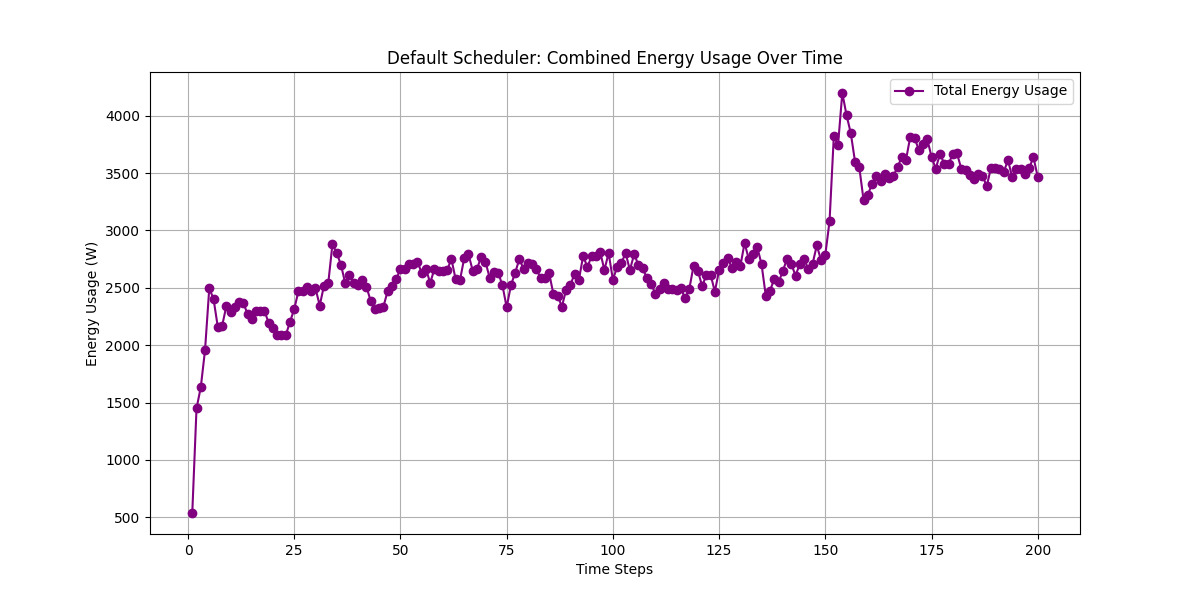 Default Scheduler: Combined Energy Usage Over Time
Total Energy Usage
Energy Usage (W)
4000
3500
3000
2500
2000
1500
1000
500
0 25 50 75 100 125 150 175 200
Time Steps